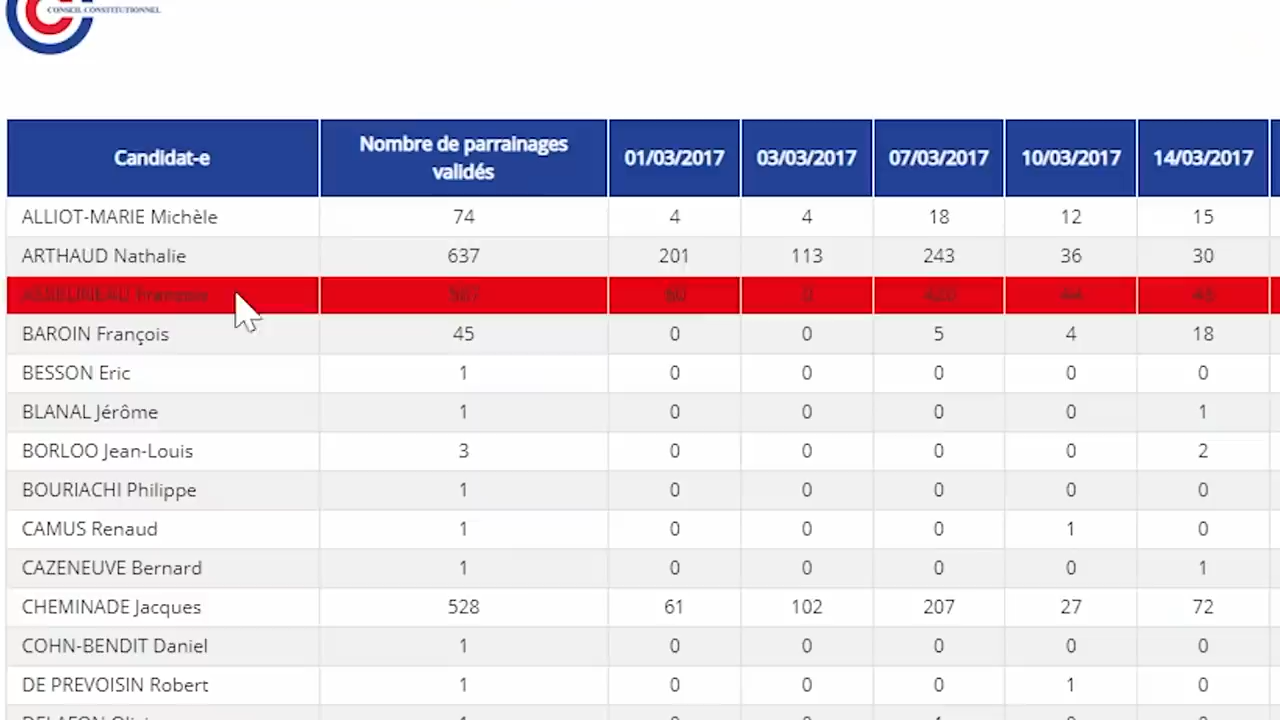 CONSEIL CONSTITUTIONNEL
Candidat-e Nombre de parrainages validés 01/03/2017 03/03/2017 07/03/2017 10/03/2017 14/03/2017
ALLIOT-MARIE Michèle 74 4 4 18 12 15
ARTHAUD Nathalie 637 201 113 243 36 30
ASSELINEAU François 587
BAROIN François 45 0 0 5 4 18
BESSON Eric 1 0 0 0 0 0
BLANAL Jérôme 1 0 0 0 0 1
BORLOO Jean-Louis 3 0 0 0 0 2
BOURIACHI Philippe 1 0 0 0 0 0
CAMUS Renaud 1 0 0 0 1 0
CAZENEUVE Bernard 1 0 0 0 0 1
CHEMINADE Jacques 528 61 102 207 27 72
COHN-BENDIT Daniel 1 0 0 0 0 0
DE PREVOISIN Robert 1 0 0 0 1 0